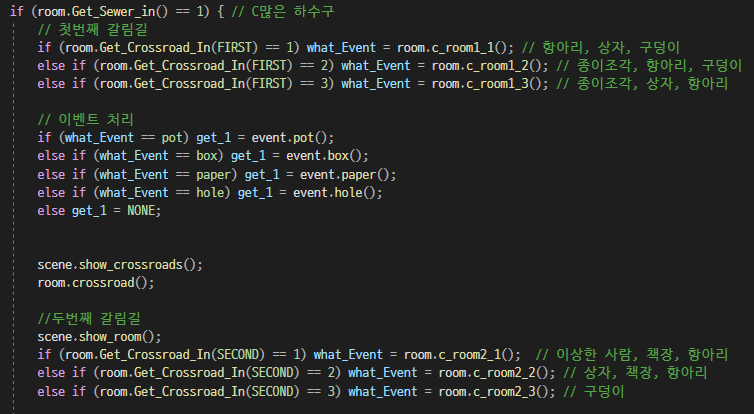 if (room.Get_Sewer_in() == 1) { // C많은 하수구
// 첫번째 갈림길
if (room.Get_Crossroad_In(FIRST) == 1) what_Event = room.c_room1_1(); // 항아리, 상자, 구덩이
else if (room.Get_Crossroad_In(FIRST) == 2) what_Event = room.c_room1_2(); // 종이조각, 항아리, 구덩이
else if (room.Get_Crossroad_In(FIRST) == 3) what_Event = room.c_room1_3(); // 종이조각, 상자, 항아리
// 이벤트 처리
if (what_Event == pot) get_1 = event.pot();
else if (what_Event == box) get_1 = event.box();
else if (what_Event == paper) get_1 = event.paper();
else if (what_Event == hole) get_1 = event.hole();
else get_1 = NONE;
scene.show_crossroads();
room.crossroad();
//두번째 갈림길
scene.show_room();
if (room.Get_Crossroad_In(SECOND) == 1) what_Event = room.c_room2_1(); // 이상한 사람, 책장, 항아리
else if (room.Get_Crossroad_In(SECOND) == 2) what_Event = room.c_room2_2(); // 상자, 책장, 항아리
else if (room.Get_Crossroad_In(SECOND) == 3) what_Event = room.c_room2_3(); // 구덩이